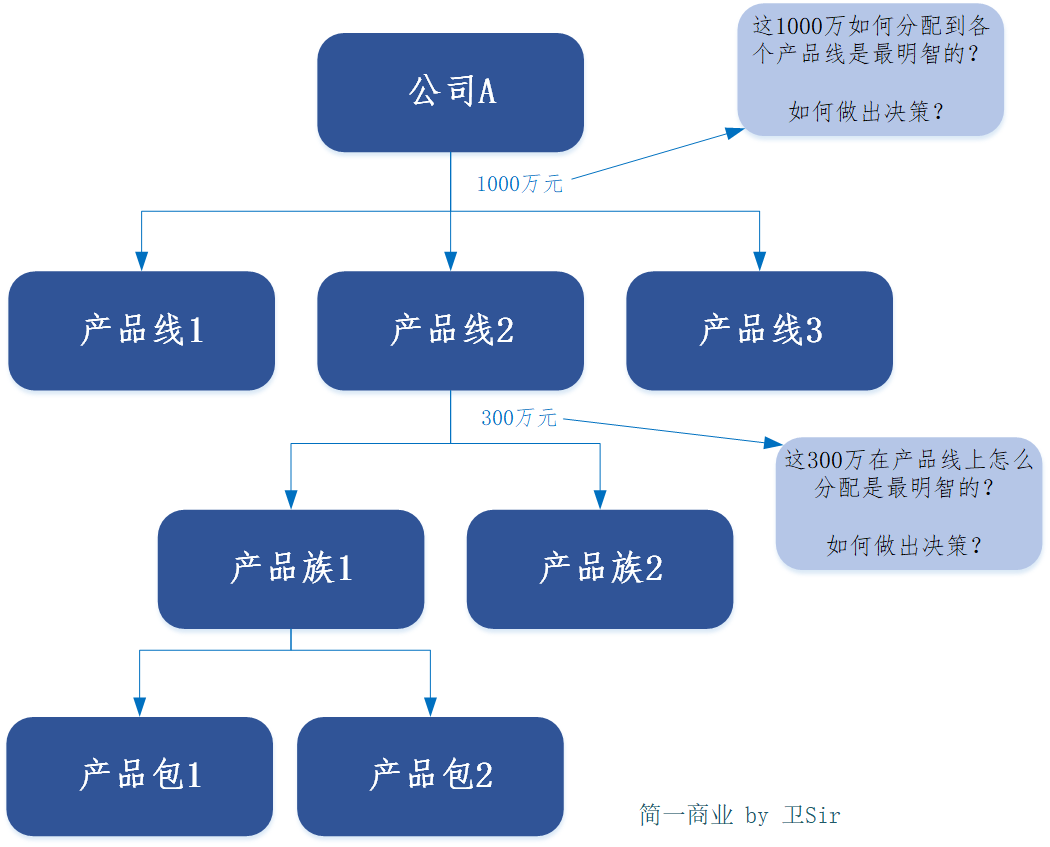 公司A
这1000万如何分配到各
个产品线是最明智的?
如何做出决策?
1000万元
产品线1
产品线2
产品线3
300万元
这300万在产品线上怎么
分配是最明智的?
如何做出决策?
产品族1
产品族2
产品包1
产品包2
简一商业 by 卫Sir